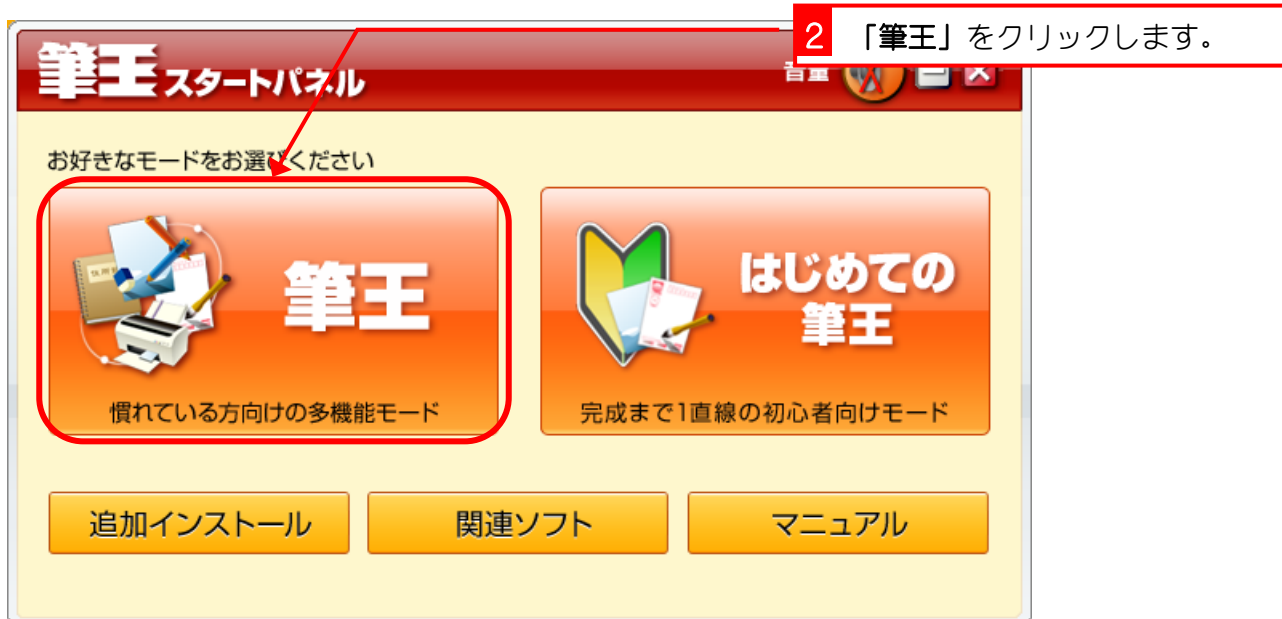 2 「筆王」をクリックします。
筆王 スタートパネル
音量
お好きなモードをお選びください
筆王
慣れている方向けの多機能モード
はじめての
筆王
完成まで1直線の初心者向けモード
追加インストール
関連ソフト
マニュアル